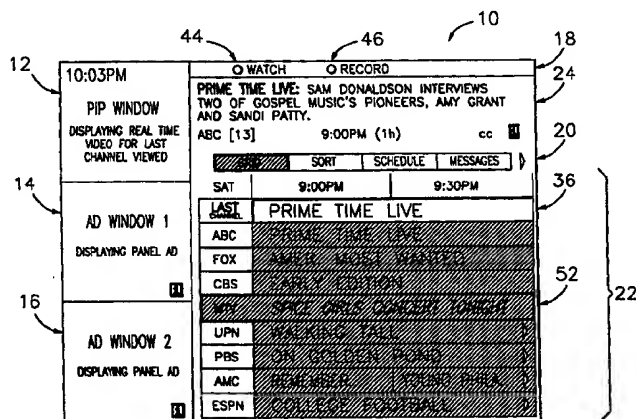 44
46
10
12
10:03PM
WATCH
RECORD
18
PRIME TIME LIVE: SAM DONALDSON INTERVIEWS
TWO OF GOSPEL MUSIC'S PIONEERS, AMY GRANT
AND SANDI PATTY.
24
PIP WINDOW
DISPLAYING REAL TIME
VIDEO FOR LAST
CHANNEL VIEWED
ABC [13]
9:00PM (1h)
cc
20
SORT
SCHEDULE
MESSAGES
14
SAT
9:00PM
9:30PM
36
LAST
CHANNEL
PRIME TIME LIVE
AD WINDOW 1
DISPLAYING PANEL AD
ABC
PRIME TIME LIVE
FOX
AMER. MOST WANTED
CBS
EARLY EDITION
52
16
SPICE GIRLS CONCERT TONIGHT
22
AD WINDOW 2
DISPLAYING PANEL AD
UPN
WALKING TALL
PBS
ON GOLDEN POND
AMC
REMEMBER
YOUNG PHILA.
ESPN
COLLEGE FOOTBALL